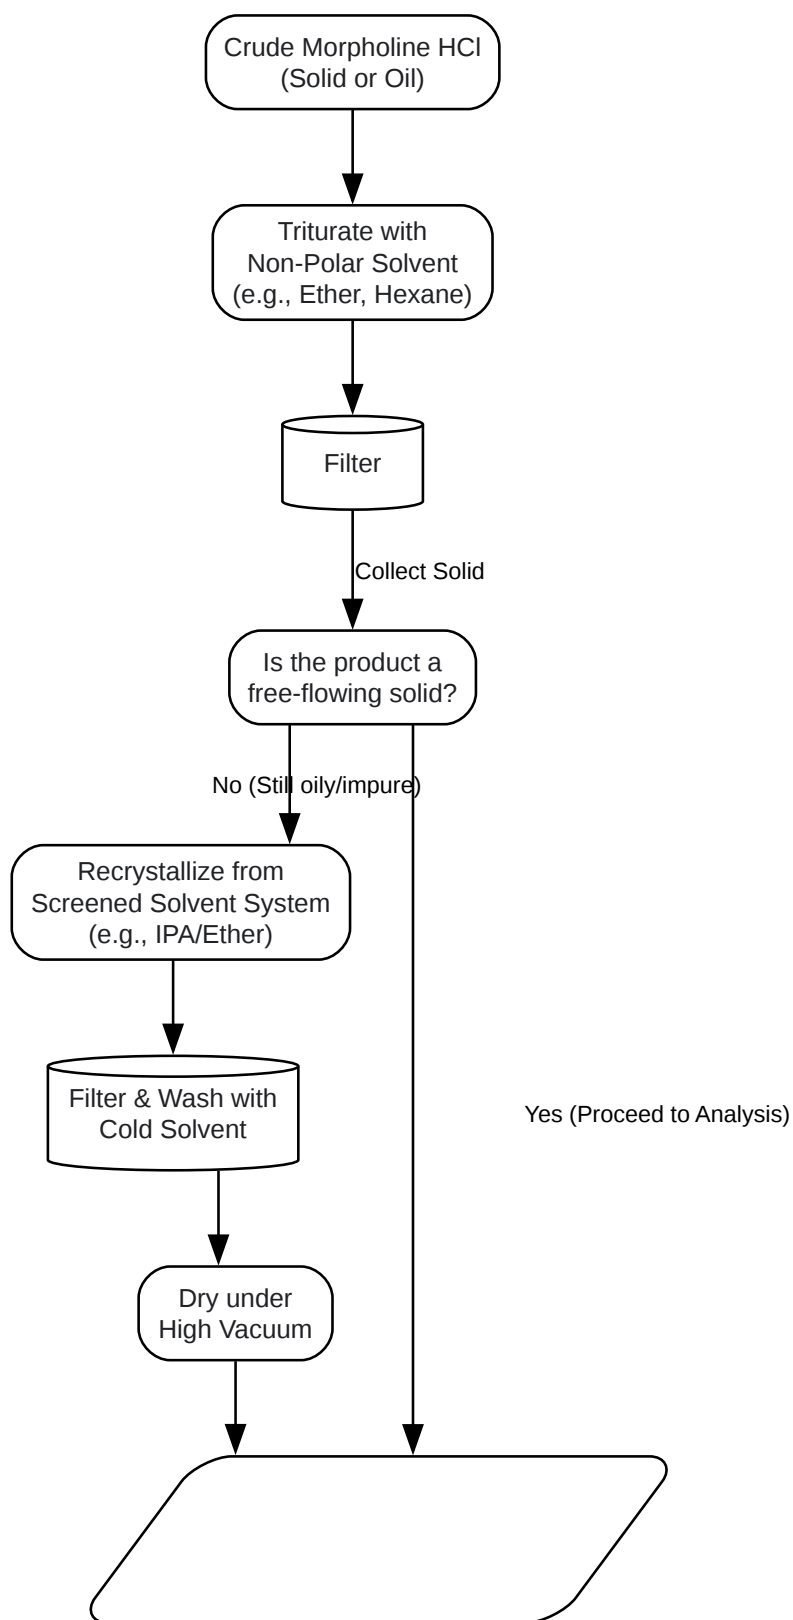 Crude Morpholine HCl
(Solid or Oil)
Triturate with
Non-Polar Solvent
(e.g., Ether, Hexane)
Filter
Collect Solid
Is the product a
free-flowing solid?
No (Still oily/impure)
Recrystallize from
Screened Solvent System
(e.g., IPA/Ether)
Filter & Wash with
Cold Solvent
Yes (Proceed to Analysis)
Dry under
High Vacuum